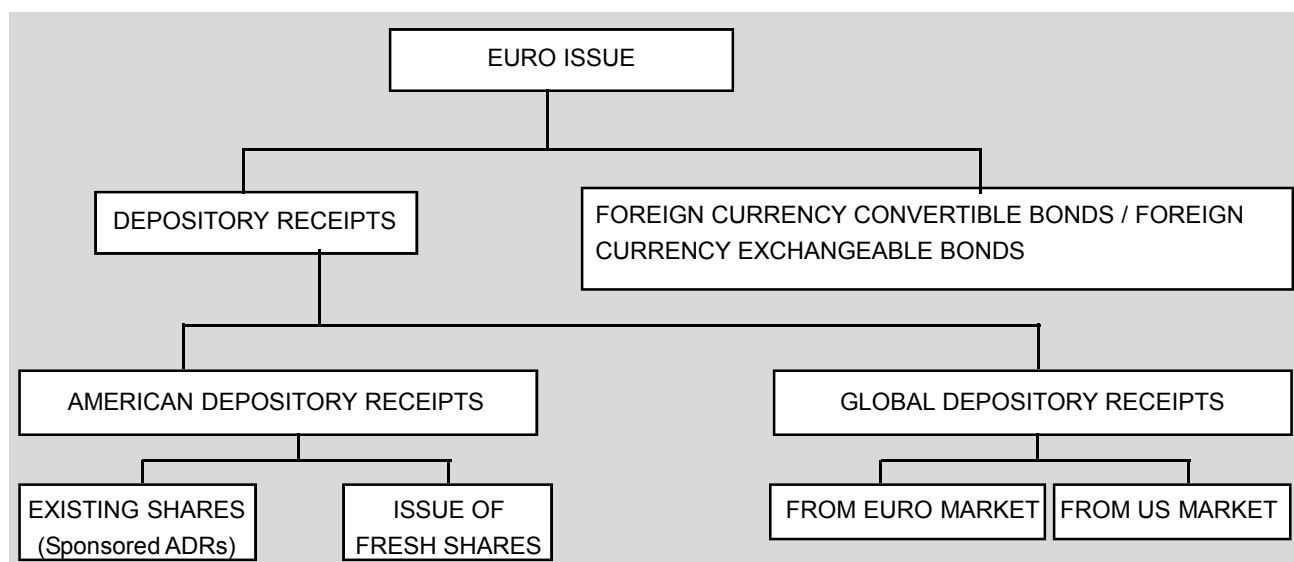 EURO ISSUE
DEPOSITORY RECEIPTS
FOREIGN CURRENCY CONVERTIBLE BONDS / FOREIGN
CURRENCY EXCHANGEABLE BONDS
AMERICAN DEPOSITORY RECEIPTS
GLOBAL DEPOSITORY RECEIPTS
EXISTING SHARES
(Sponsored ADRs)
ISSUE OF
FRESH SHARES
FROM EURO MARKET
FROM US MARKET